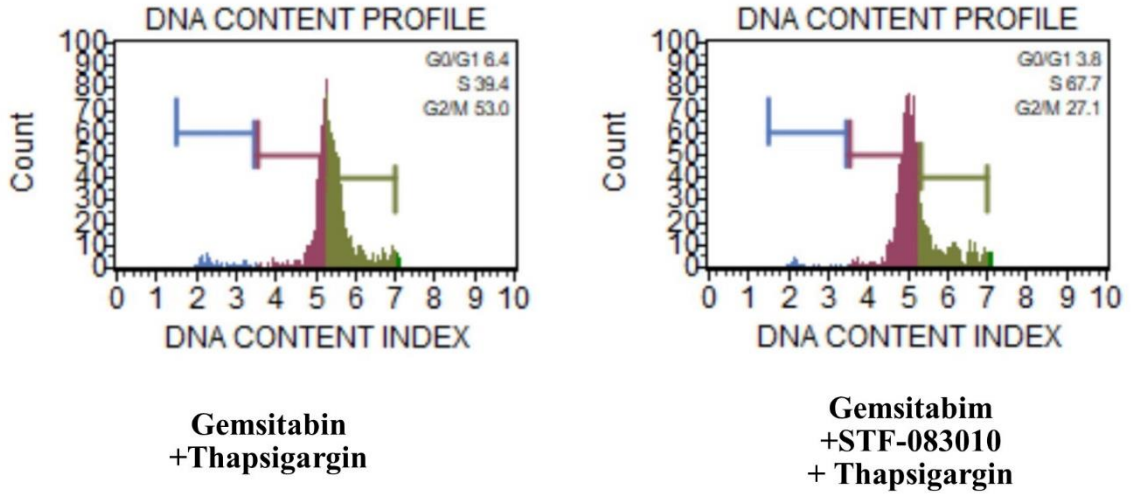 DNA CONTENT PROFILE
100
90
80
70
60
50
40
30
20
10
0
Count
G0/G1 6.4
S 39.4
G2/M 53.0
0 1 2 3 4 5 6 7 8 9 10
DNA CONTENT INDEX
Gemsitabin
+Thapsigargin
DNA CONTENT PROFILE
100
90
80
70
60
50
40
30
20
10
0
Count
G0/G1 3.8
S 67.7
G2/M 27.1
0 1 2 3 4 5 6 7 8 9 10
DNA CONTENT INDEX
Gemsitabim
+STF-083010
+ Thapsigargin